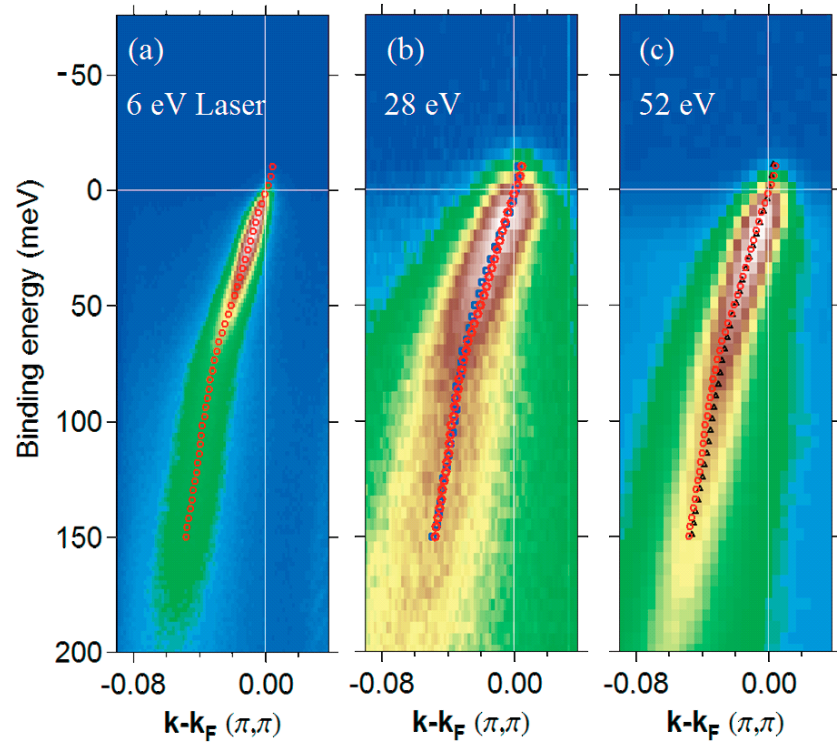 (a)
6 eV Laser
(b)
28 eV
(c)
52 eV
Binding energy (meV)
-50
0
50
100
150
200
-0.08
0.00
-0.08
0.00
-0.08
0.00
k-kF (π,π)
k-kF (π,π)
k-kF (π,π)